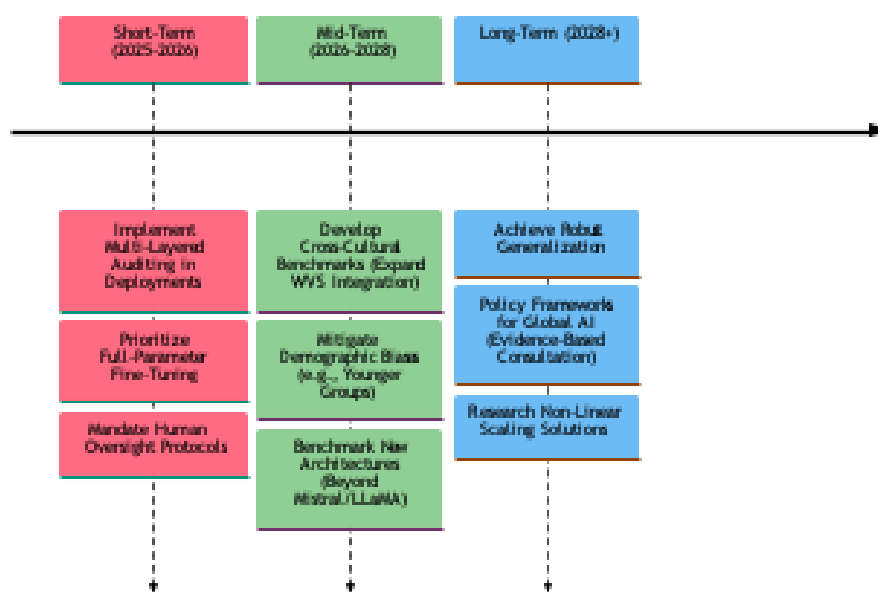 Short-Term
(2025-2026)
Mid-Term
(2026-2028)
Long-Term (2028+)
Implement
Multi-Layered
Auditing in
Deployments
Prioritize
Full-Parameter
Fine-Tuning
Mandate Human
Oversight Protocols
Develop
Cross-Cultural
Benchmarks (Expand
WVS Integration)
Mitigate
Demographic Biases
(e.g., Younger
Groups)
Benchmark New
Architectures
(Beyond
Mistral/LLaMA)
Achieve Robust
Generalization
Policy Frameworks
for Global AI
(Evidence-Based
Consultation)
Research Non-Linear
Scaling Solutions